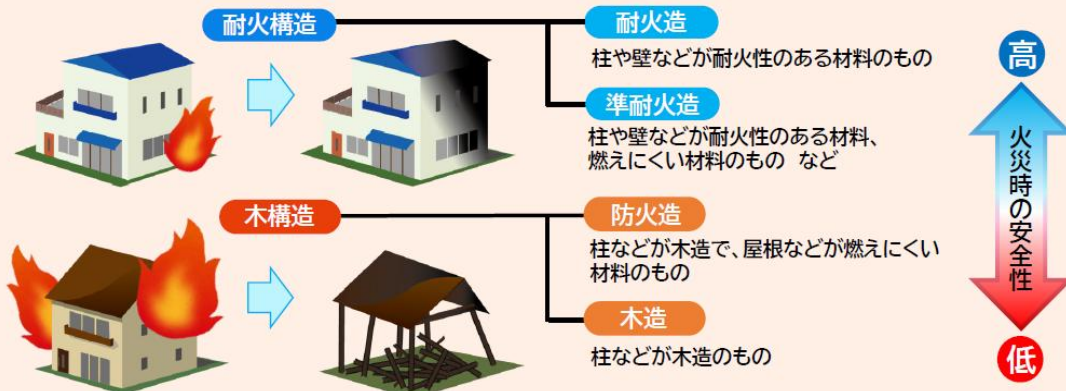 耐火構造
耐火造
柱や壁などが耐火性のある材料のもの
準耐火造
柱や壁などが耐火性のある材料、
燃えにくい材料のもの など
木構造
防火造
柱などが木造で、屋根などが燃えにくい
材料のもの
木造
柱などが木造のもの
高
火災時の安全性
低